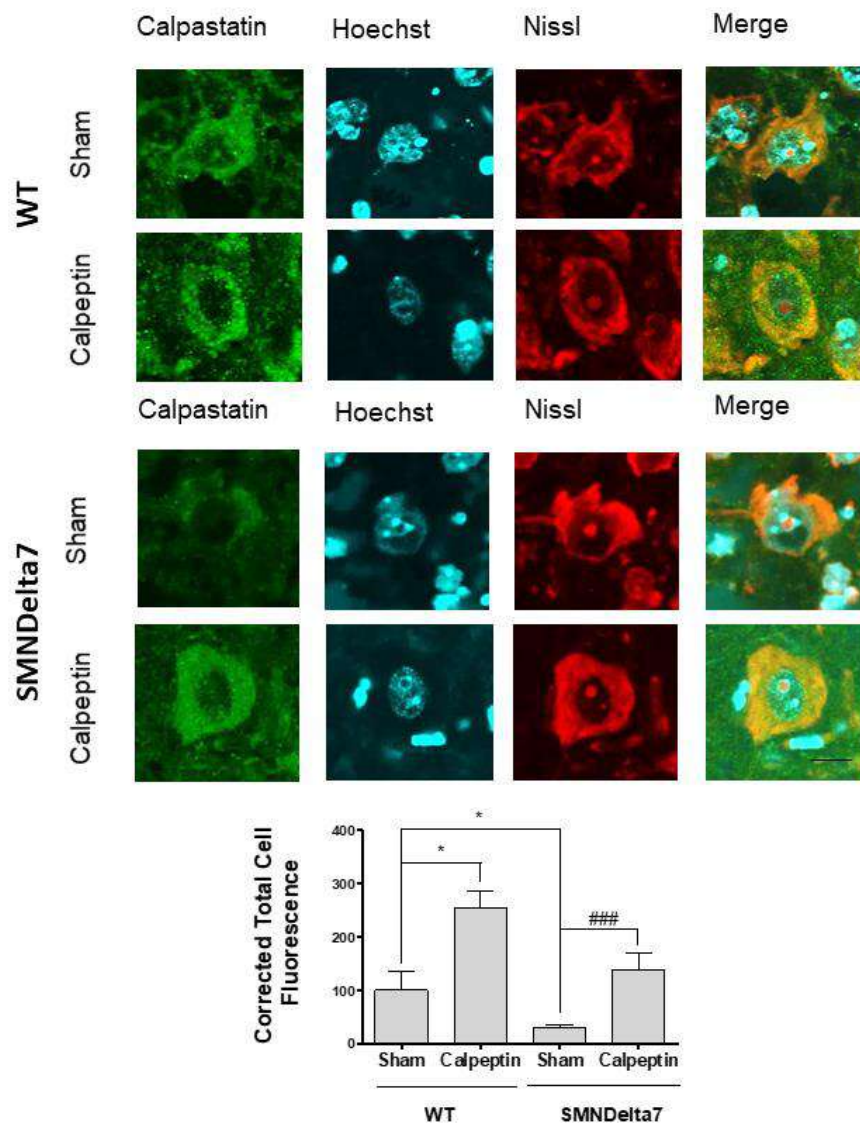 Calpastatin Hoechst Nissl Merge
WT
Sham
Calpeptin
Calpastatin Hoechst Nissl Merge
SMNDelta7
Sham
Calpeptin
Corrected Total Cell
Fluorescence
400
300
200
100
0
*
*
###
Sham Calpeptin Sham Calpeptin
WT SMNDelta7